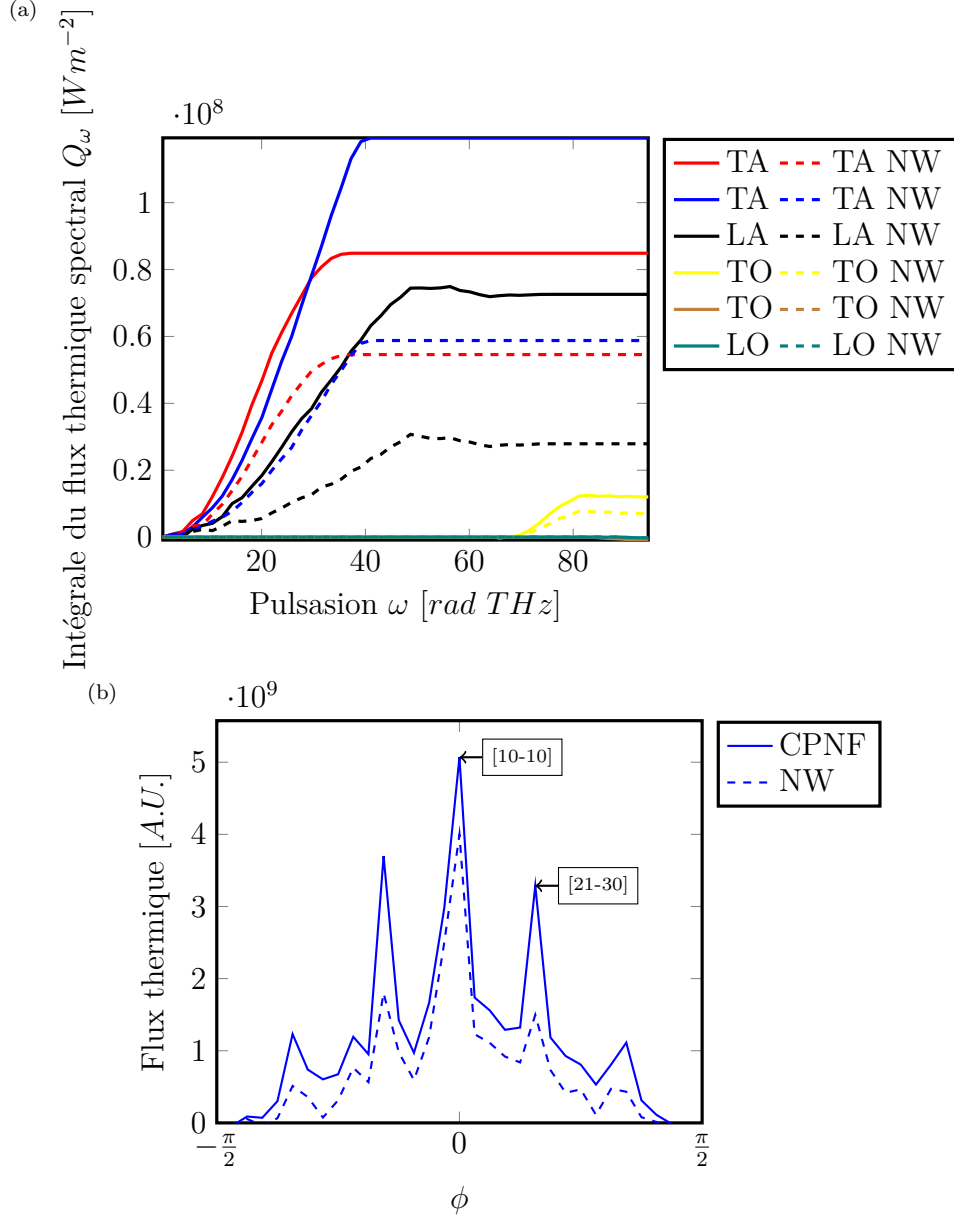 (a)
Intégrale du flux thermique spectral Q_ω [Wm^{-2}]
·10^8
1
0.8
0.6
0.4
0.2
0
20 40 60 80
Pulsasion ω [rad THz]
TA TA NW
TA TA NW
LA LA NW
TO TO NW
TO TO NW
LO LO NW
(b)
Flux thermique [A.U.]
·10^9
5
4
3
2
1
0
[10-10]
[21-30]
−π/2 0 π/2
ϕ
CPNF
NW